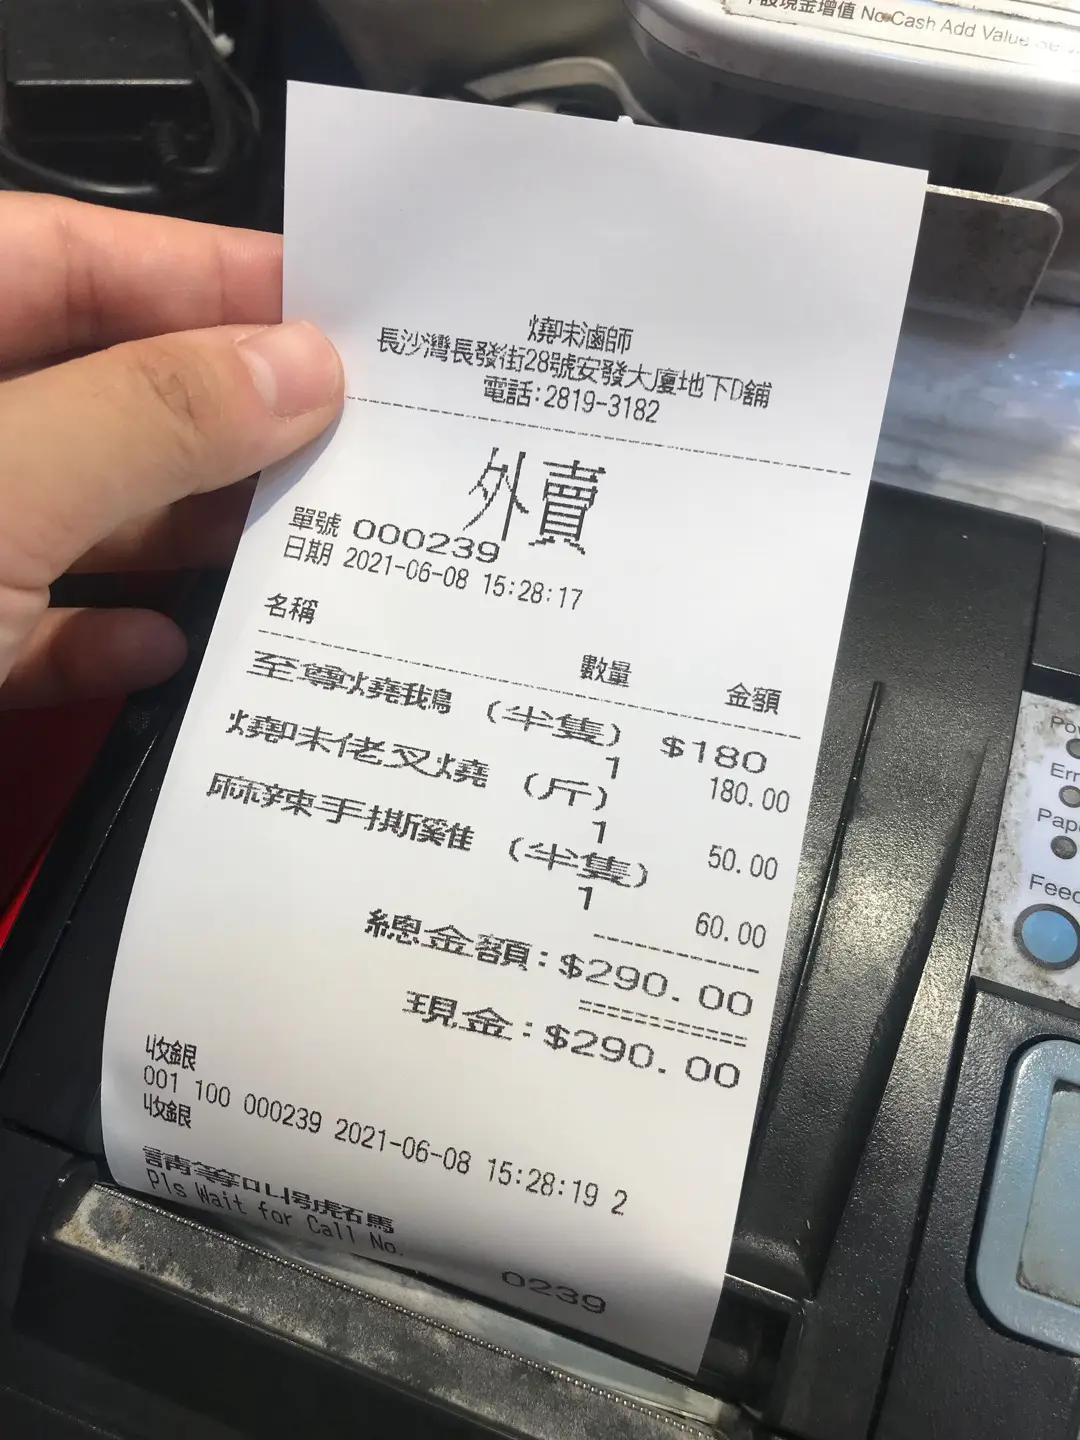 現金增值 No Cash Add Value
燒味滷師
長沙灣長發街28號安發大廈地下D舖
電話:2819-3182
外賣
單號 000239
日期 2021-06-08 15:28:17
名稱 數量 金額
至尊燒鵝 (半隻) $180
1 180.00
燒味佬叉燒 (斤)
1 50.00
麻辣手撕雞 (半隻)
1 60.00
總金額:$290.00
現金:$290.00
收銀
001 100 000239 2021-06-08 15:28:19 2
收銀
請等叫號碼
Pls Wait for Call No.
0239
Feed